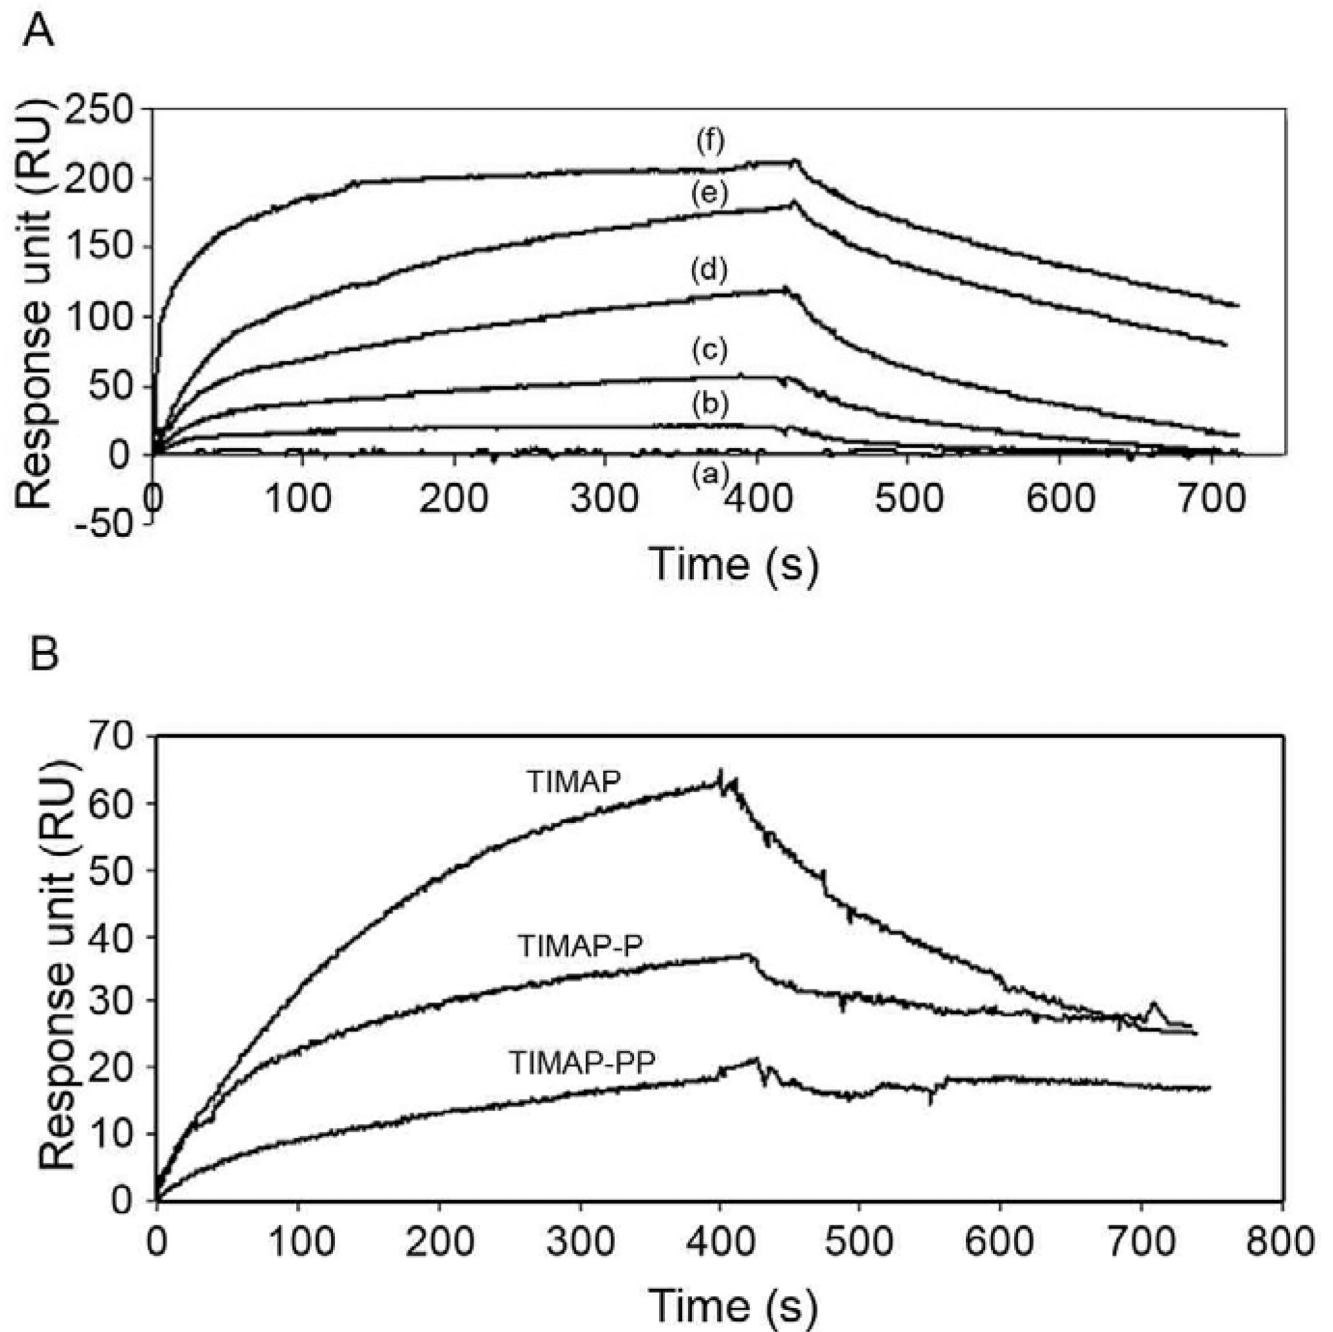 A
Response unit (RU)
250
200
150
100
50
0
-50
(f)
(e)
(d)
(c)
(b)
(a)
0 100 200 300 400 500 600 700
Time (s)
B
Response unit (RU)
70
60
50
40
30
20
10
0
TIMAP
TIMAP-P
TIMAP-PP
0 100 200 300 400 500 600 700 800
Time (s)